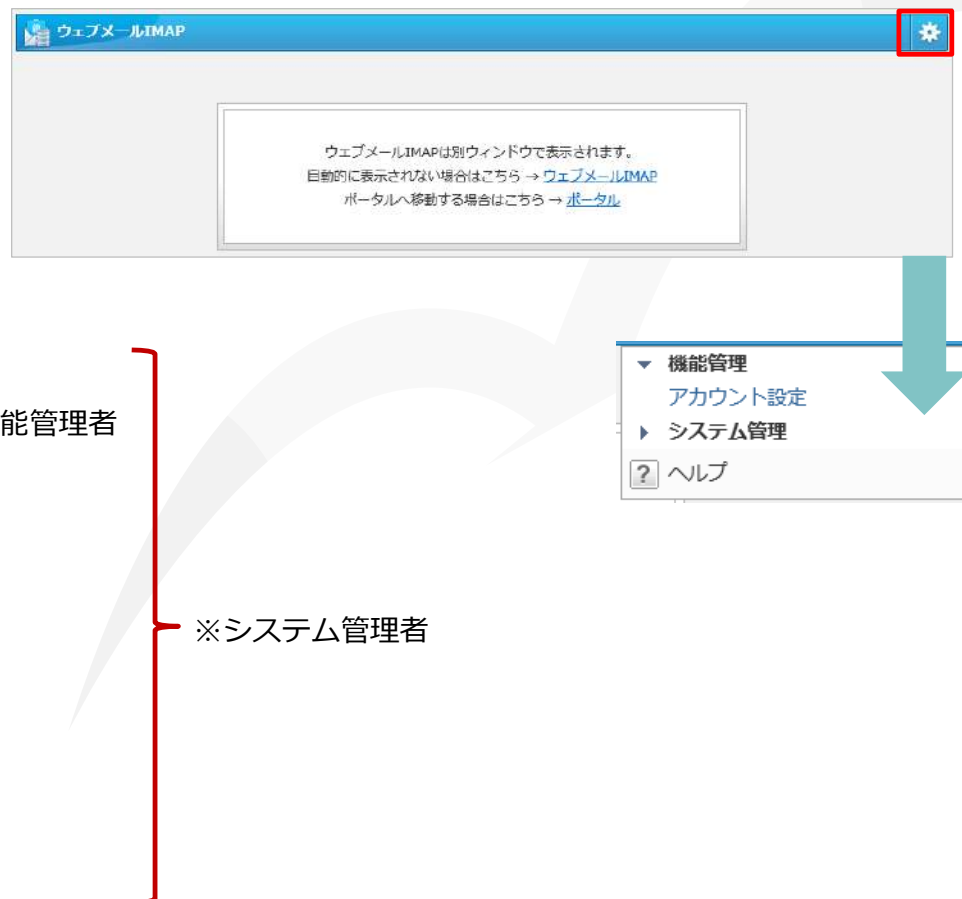 ウェブメールIMAP
ウェブメールIMAPは別ウィンドウで表示されます。
自動的に表示されない場合はこちら → ウェブメールIMAP
ポータルへ移動する場合はこちら → ポータル
機能管理
アカウント設定
システム管理
? ヘルプ
能管理者
※システム管理者